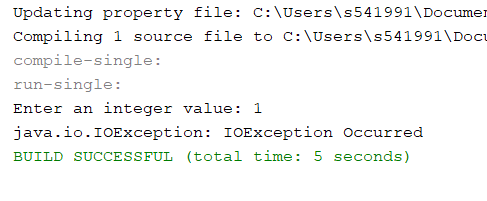 Updating property file: C:\Users\s541991\Documen
Compiling 1 source file to C:\Users\s541991\Docu
compile-single:
run-single:
Enter an integer value: 1
java.io.IOException: IOException Occurred
BUILD SUCCESSFUL (total time: 5 seconds)